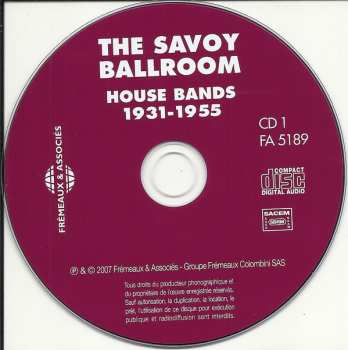 THE SAVOY
BALLROOM
HOUSE BANDS
1931-1955
CD 1
FA 5189
FRÉMEAUX & ASSOCIÉS
COMPACT
disc
DIGITAL AUDIO
SACEM
℗ & © 2007 Frémeaux & Associés - Groupe Frémeaux Colombini SAS
Tous droits du producteur phonographique et
du propriétaire de l'œuvre enregistrée réservés.
Sauf autorisation, la duplication, la location, le
prêt, l'utilisation de ce disque pour exécution
publique et radiodiffusion sont interdits.